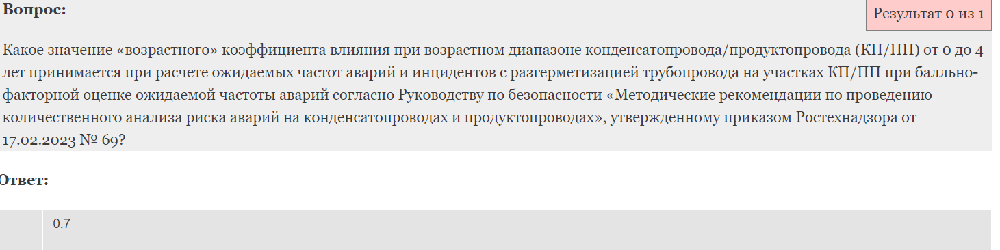 Вопрос:
Результат 0 из 1
Какое значение «возрастного» коэффициента влияния при возрастном диапазоне конденсатопровода/продуктопровода (КП/ПП) от 0 до 4
лет принимается при расчете ожидаемых частот аварий и инцидентов с разгерметизацией трубопровода на участках КП/ПП при балльно-
факторной оценке ожидаемой частоты аварий согласно Руководству по безопасности «Методические рекомендации по проведению
количественного анализа риска аварий на конденсатопроводах и продуктопроводах», утвержденному приказом Ростехнадзора от
17.02.2023 № 69?
Ответ:
0.7